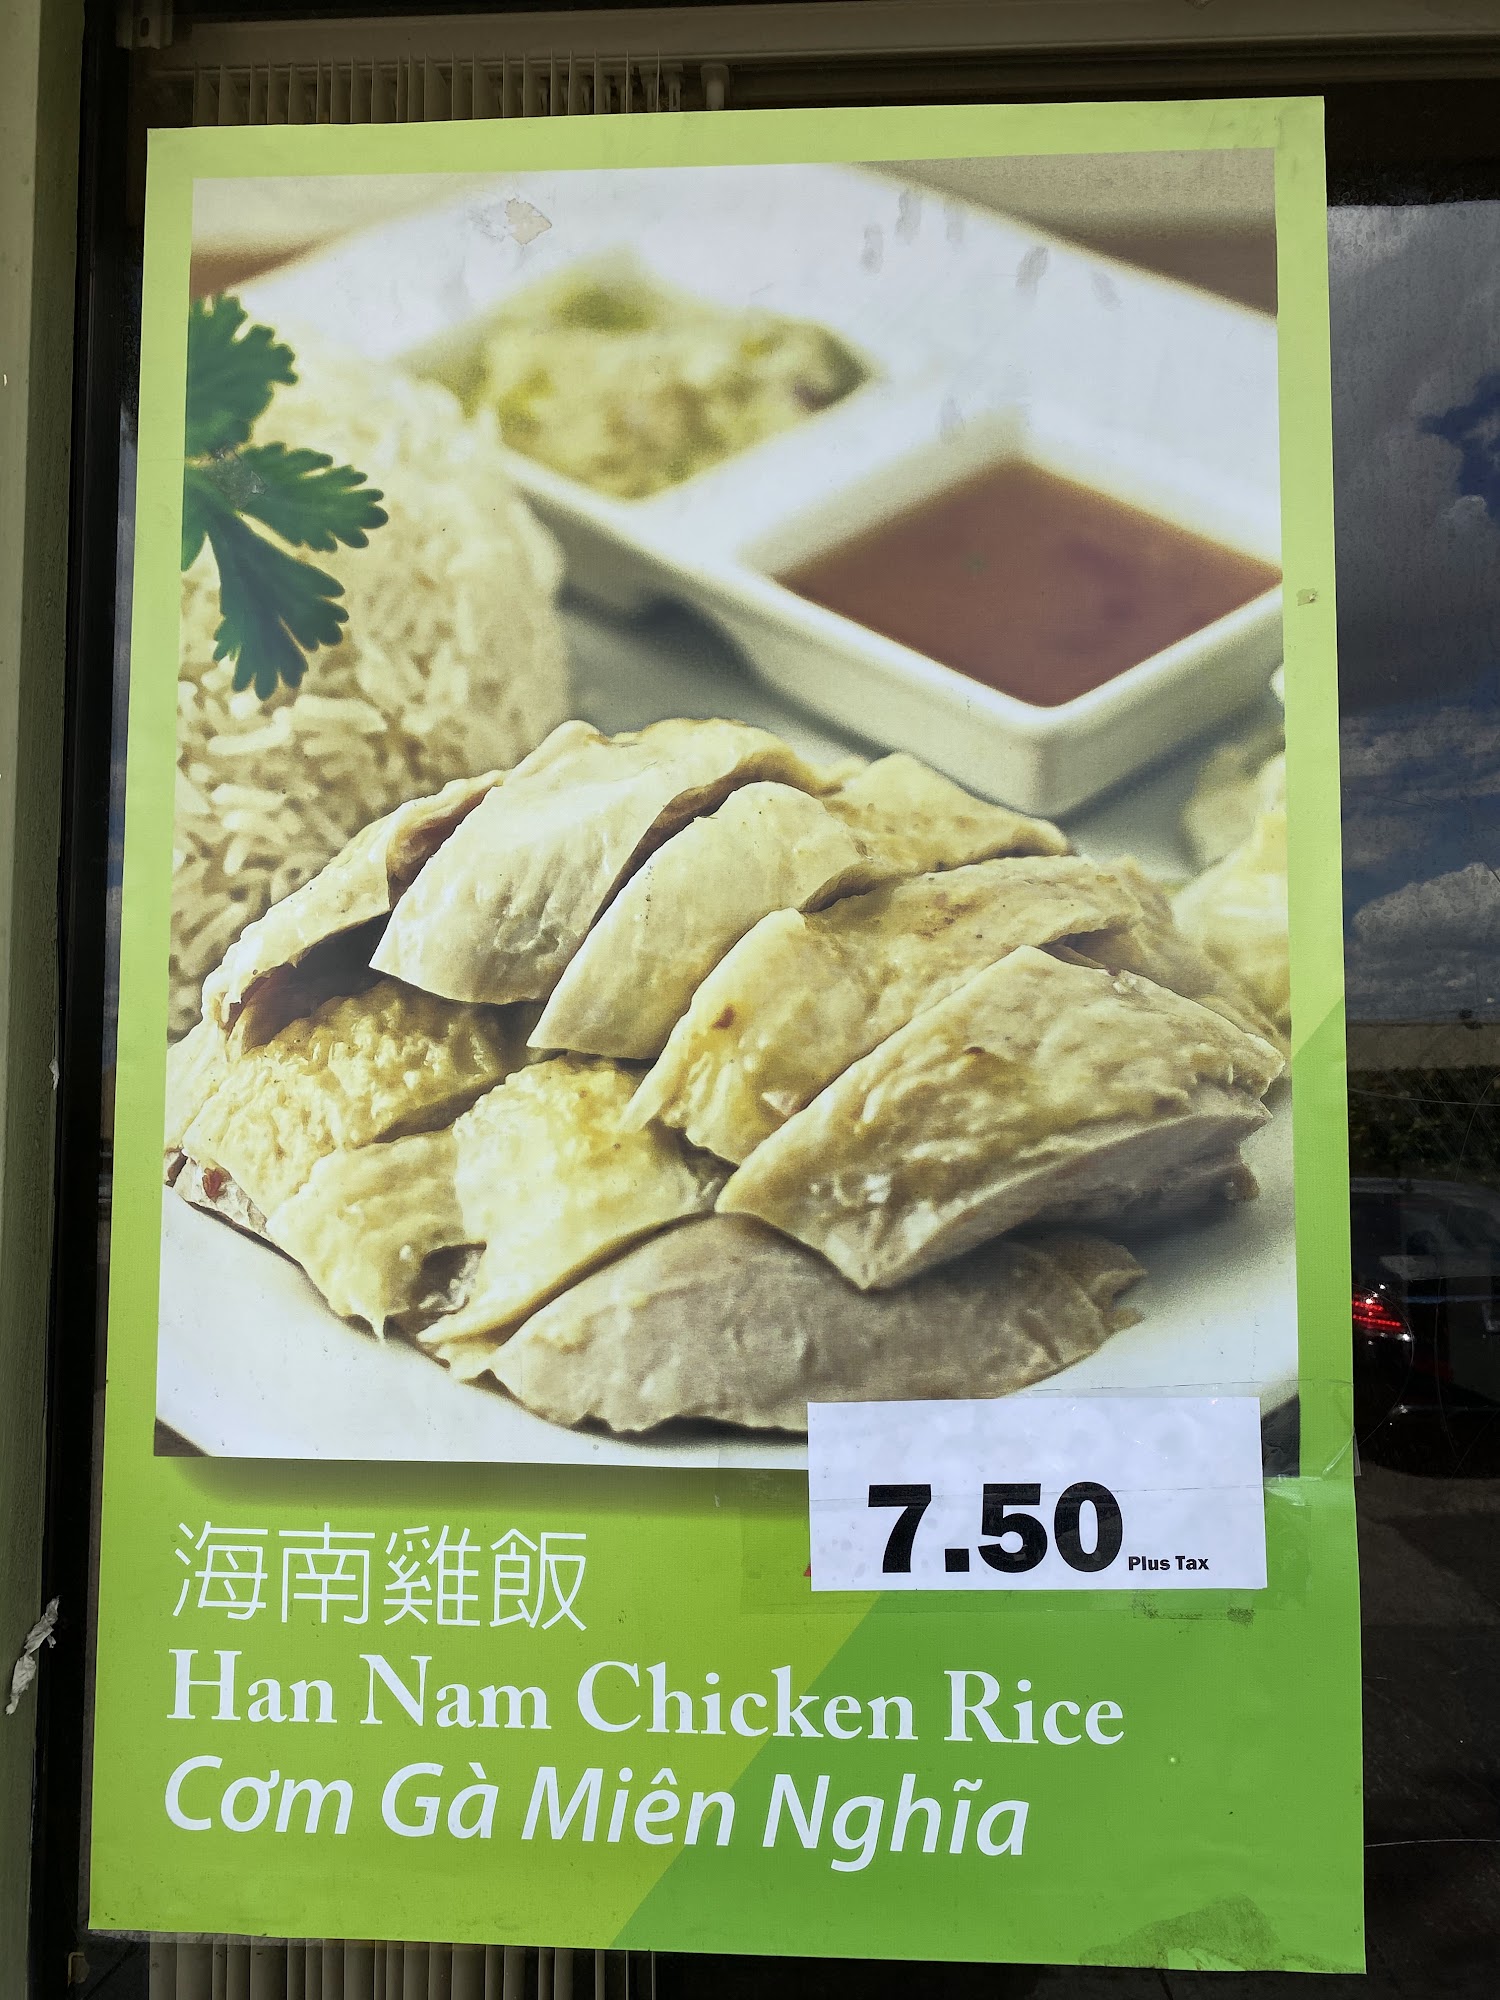 7.50 Plus Tax
海南雞飯
Han Nam Chicken Rice
Cơm Gà Miên Nghĩa